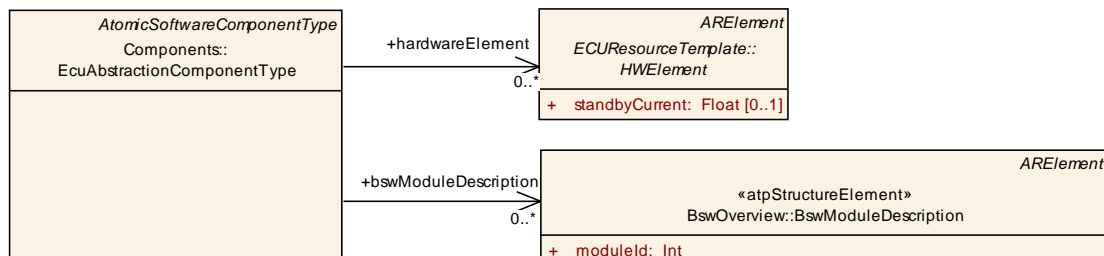 AtomicSoftwareComponentType
Components::
EcuAbstractionComponentType
+hardwareElement
0..*
ARElement
ECUResourceTemplate::
HWElement
+ standbyCurrent: Float [0..1]
+bswModuleDescription
0..*
ARElement
«atpStructureElement»
BswOverview::BswModuleDescription
+ moduleId: Int